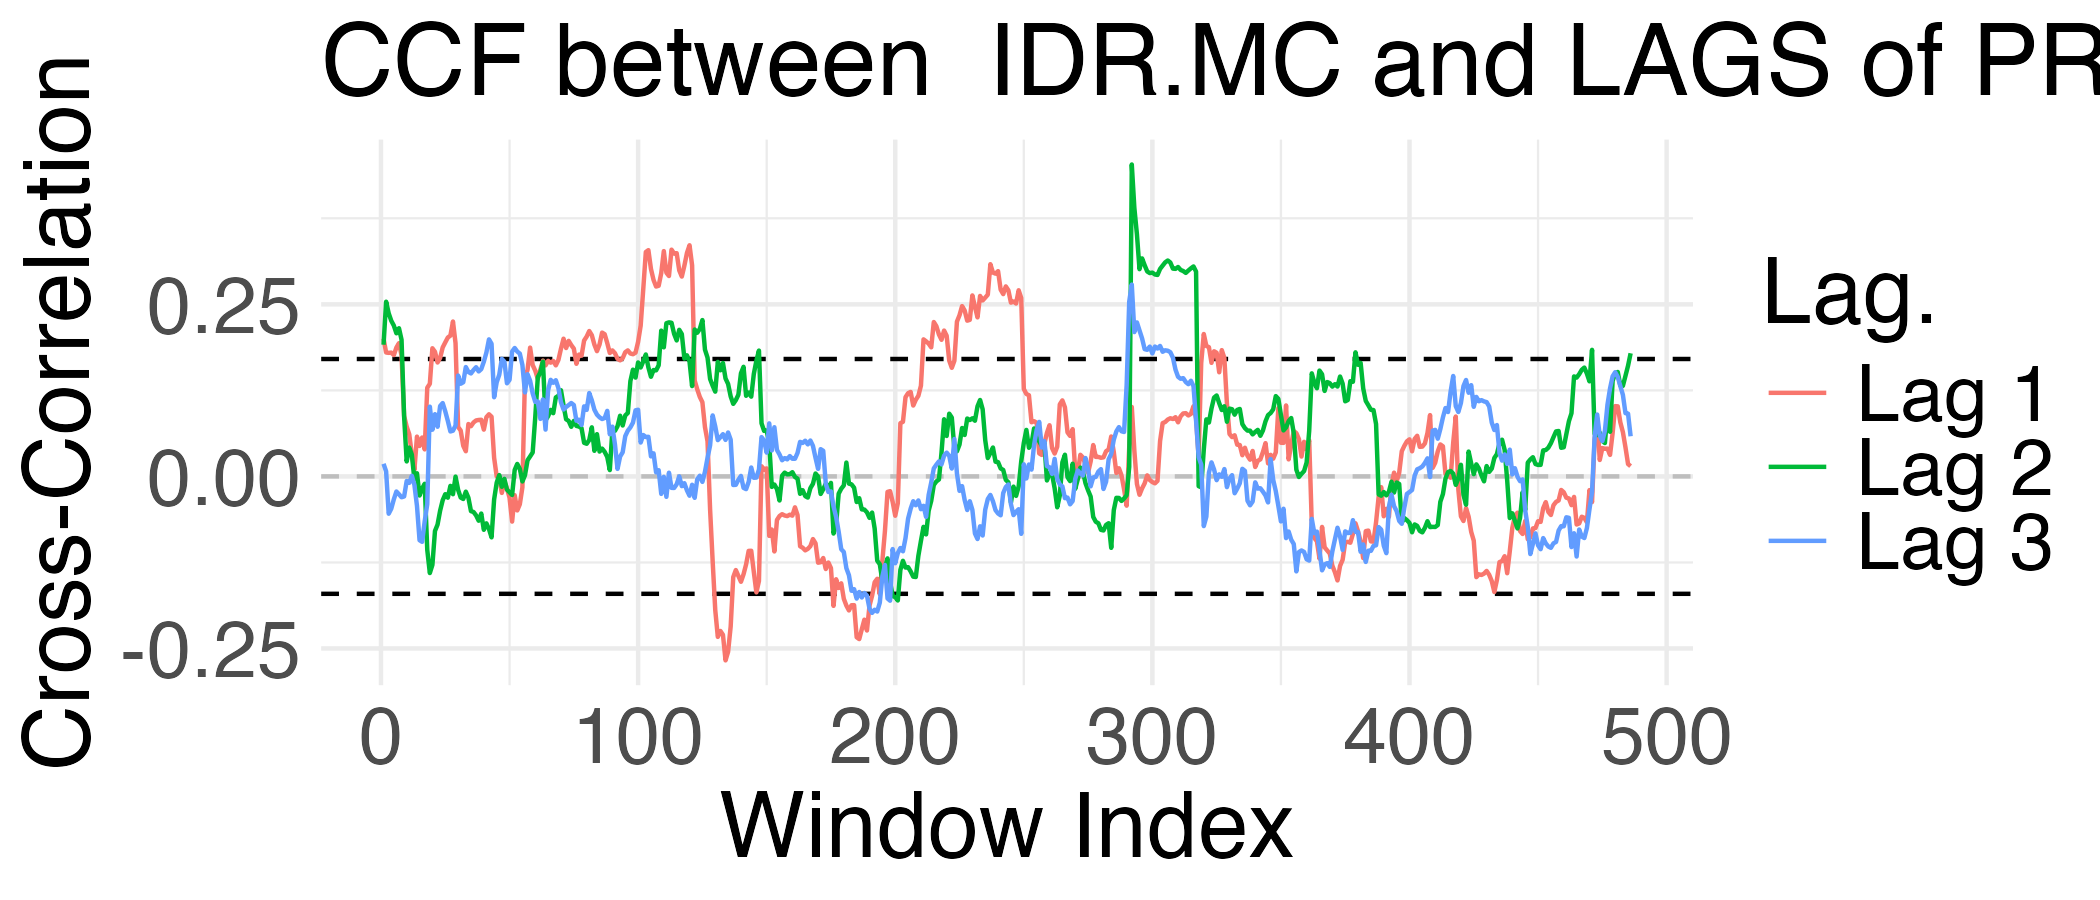 CCF between  IDR.MC and LAGS of PR
Cross-Correlation
0.25
0.00
-0.25
0 100 200 300 400 500
Window Index
Lag.
Lag 1
Lag 2
Lag 3